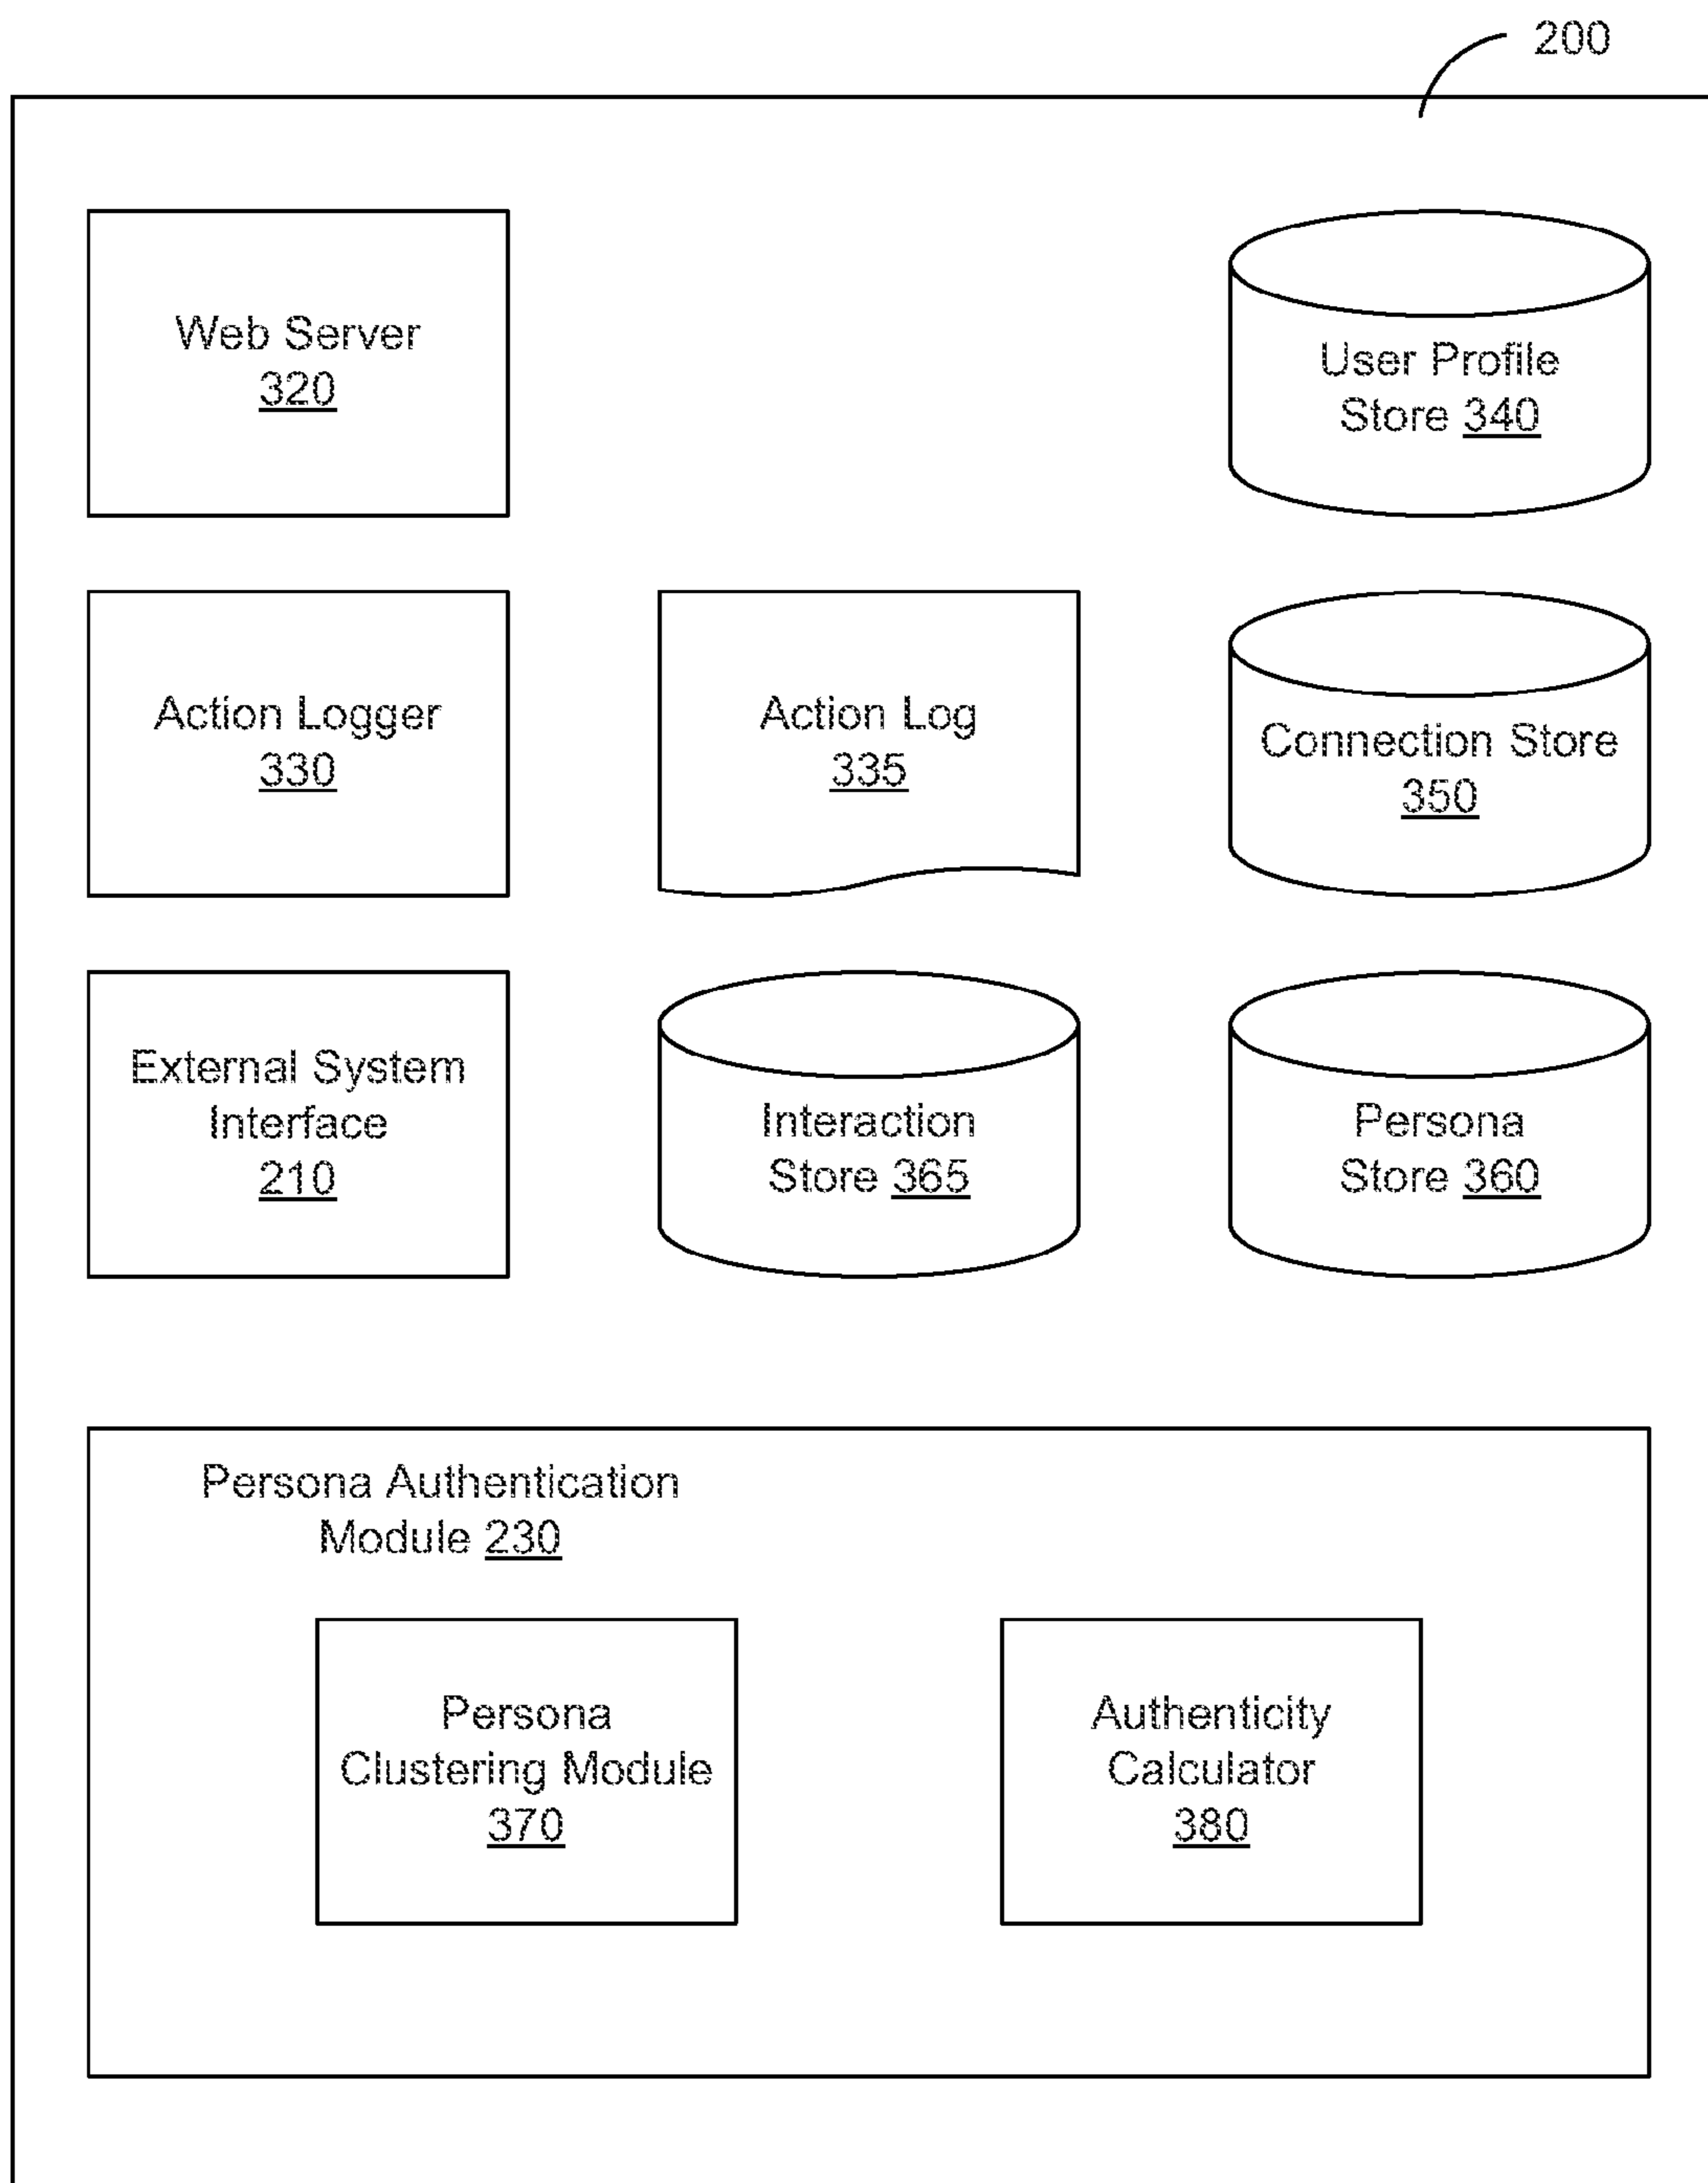 200
Web Server
320
User Profile
Store 340
Action Logger
330
Action Log
335
Connection Store
350
External System
Interface
210
Interaction
Store 365
Persona
Store 360
Persona Authentication
Module 230
Persona
Clustering Module
370
Authenticity
Calculator
380